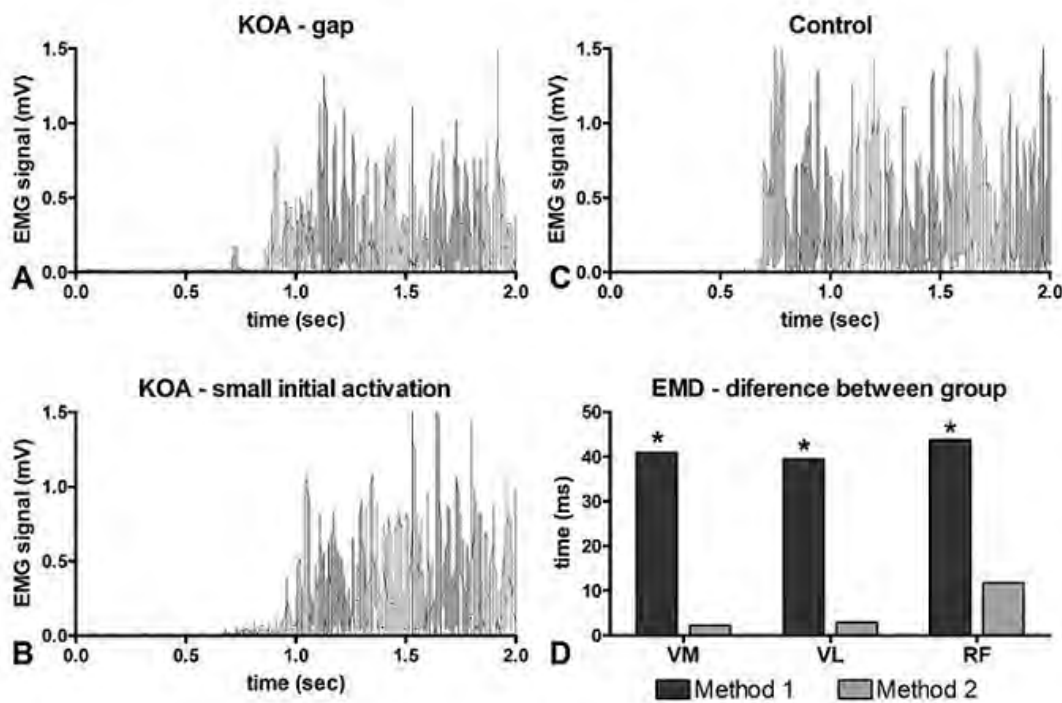 KOA - gap
1.5
1.0
0.5
0.0
EMG signal (mV)
A
0.0 0.5 1.0 1.5 2.0
time (sec)
Control
1.5
1.0
0.5
0.0
EMG signal (mV)
C
0.0 0.5 1.0 1.5 2.0
time (sec)
KOA - small initial activation
1.5
1.0
0.5
0.0
EMG signal (mV)
B
0.0 0.5 1.0 1.5 2.0
time (sec)
EMD - diference between group
50
40
30
20
10
0
time (ms)
* * *
D
VM VL RF
Method 1 Method 2